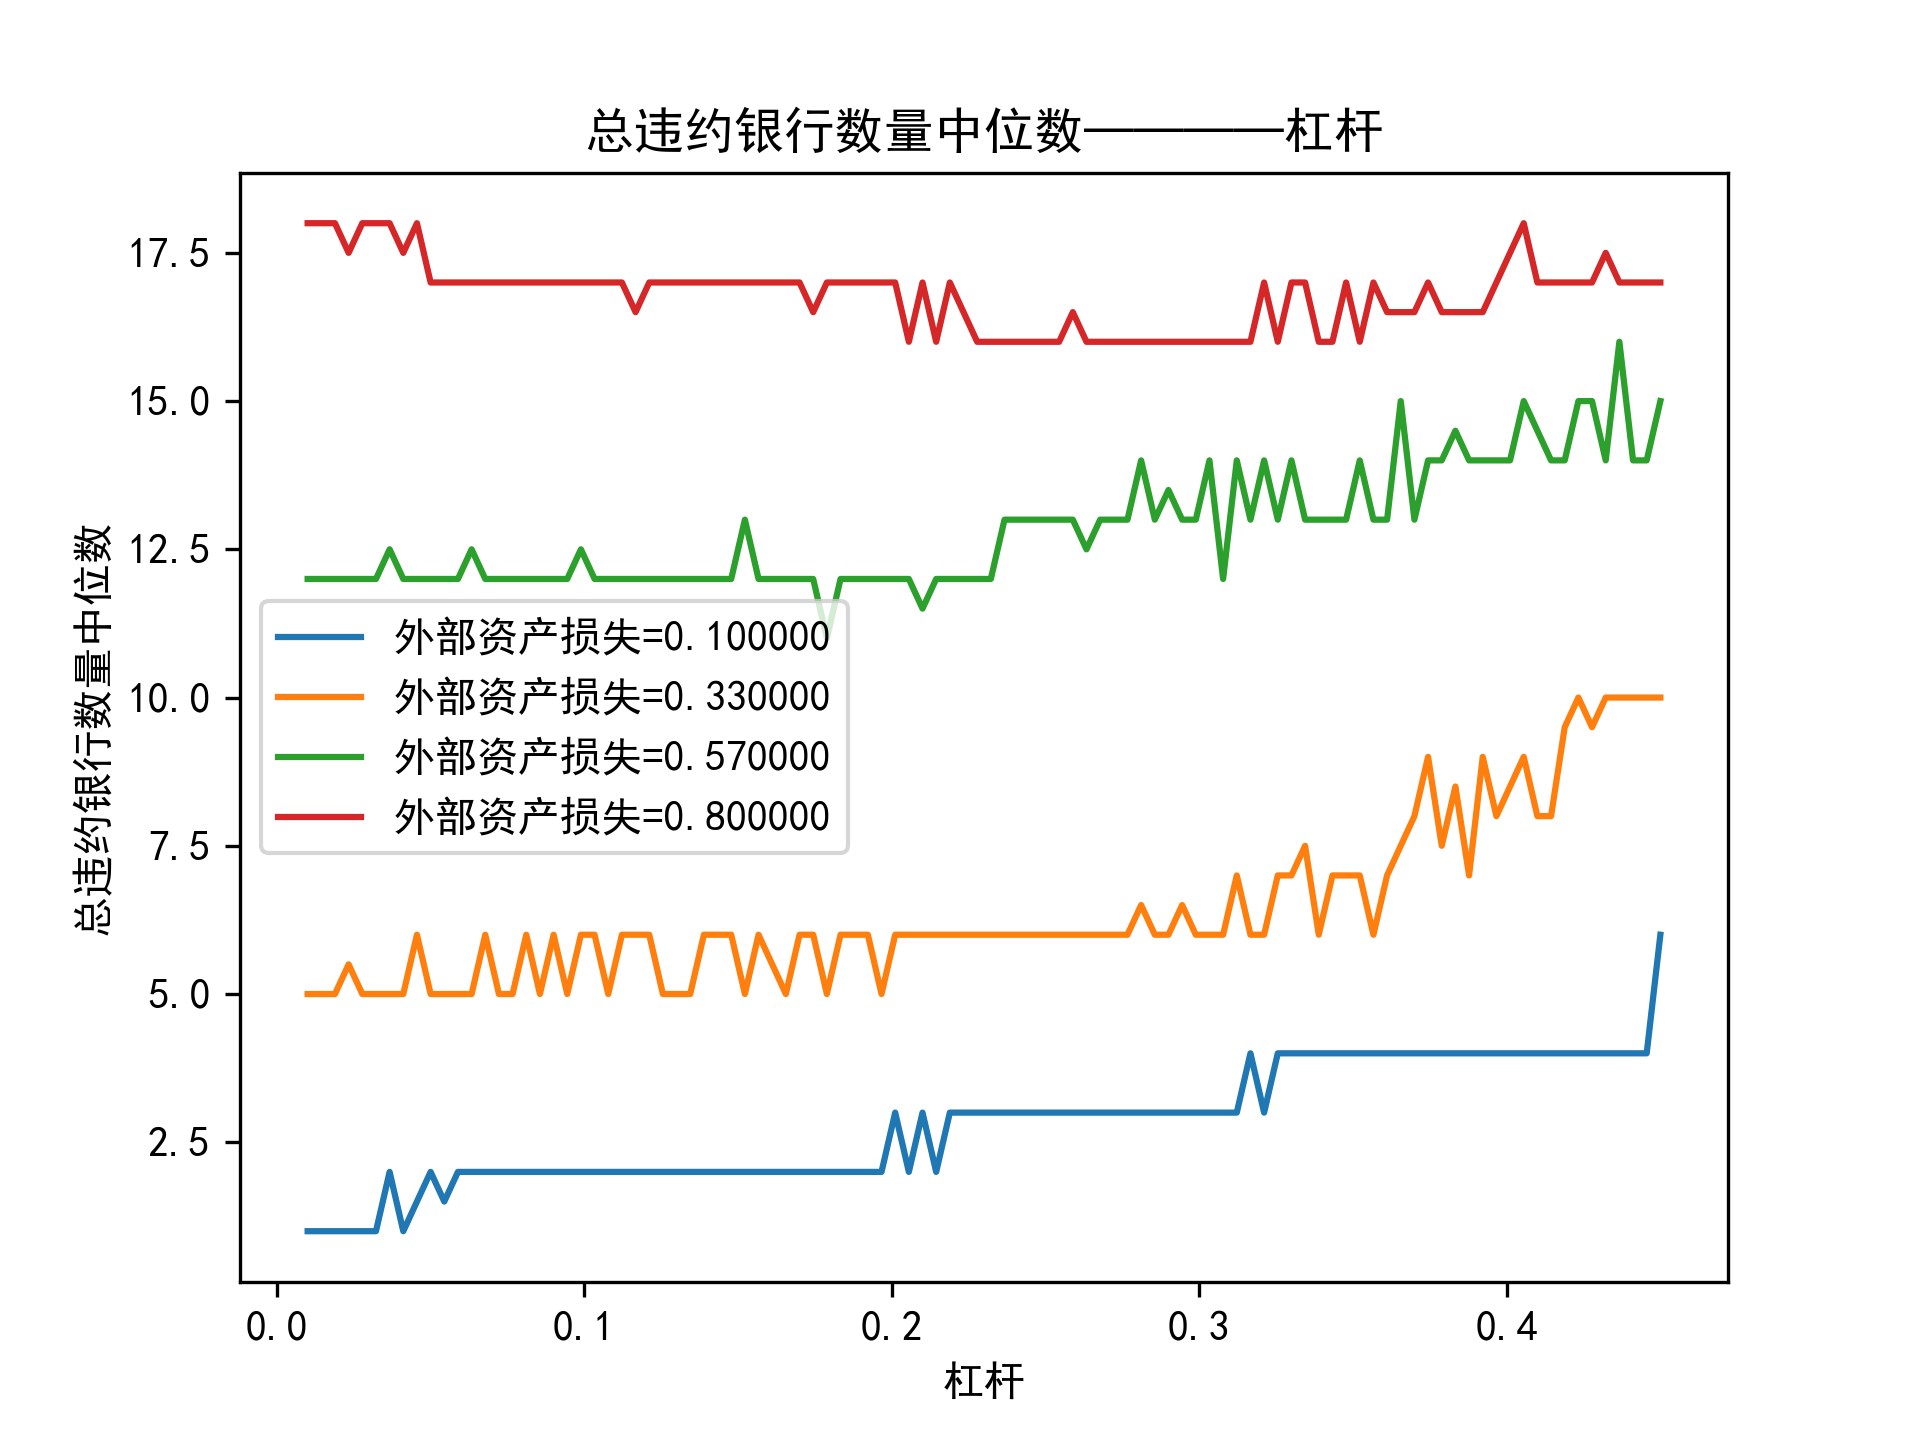 总违约银行数量中位数————杠杆
总违约银行数量中位数
17.5
15.0
12.5
10.0
7.5
5.0
2.5
外部资产损失=0.100000
外部资产损失=0.330000
外部资产损失=0.570000
外部资产损失=0.800000
0.0 0.1 0.2 0.3 0.4
杠杆